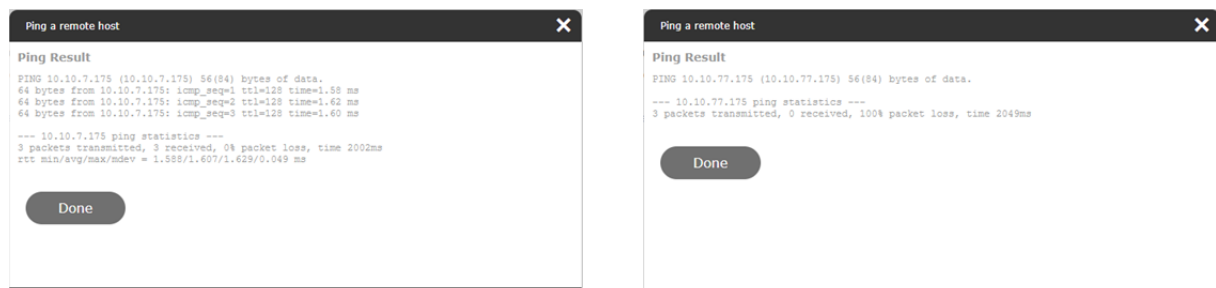 Ping a remote host
Ping Result
PING 10.10.7.175 (10.10.7.175) 56(84) bytes of data.
64 bytes from 10.10.7.175: icmp_seq=1 ttl=128 time=1.58 ms
64 bytes from 10.10.7.175: icmp_seq=2 ttl=128 time=1.62 ms
64 bytes from 10.10.7.175: icmp_seq=3 ttl=128 time=1.60 ms
--- 10.10.7.175 ping statistics ---
3 packets transmitted, 3 received, 0% packet loss, time 2002ms
rtt min/avg/max/mdev = 1.588/1.607/1.629/0.049 ms
Done
Ping a remote host
Ping Result
PING 10.10.77.175 (10.10.77.175) 56(84) bytes of data.
--- 10.10.77.175 ping statistics ---
3 packets transmitted, 0 received, 100% packet loss, time 2049ms
Done